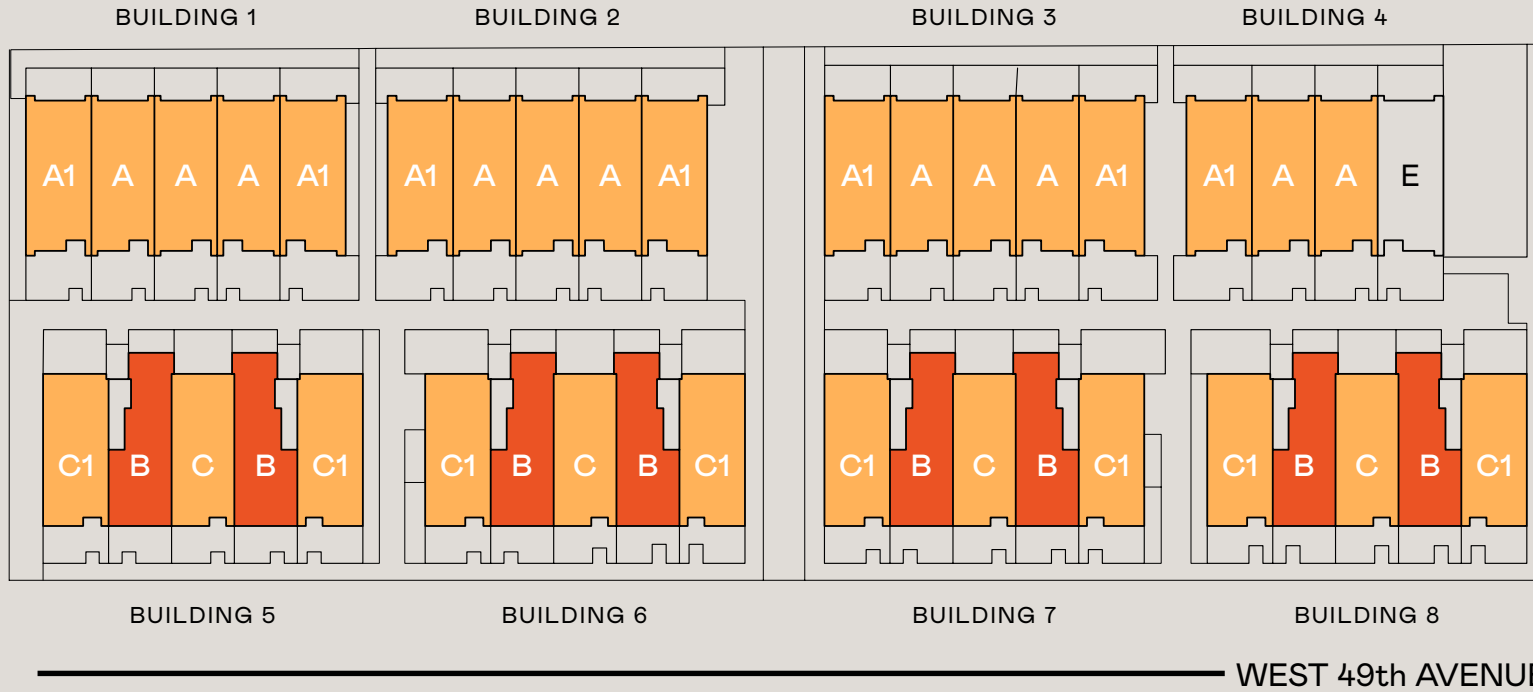 BUILDING 1 BUILDING 2 BUILDING 3 BUILDING 4
A1 A A A A1 A1 A A A A1 A1 A A A A1 A1 A A E
C1 B C B C1 C1 B C B C1 C1 B C B C1 C1 B C B C1
BUILDING 5 BUILDING 6 BUILDING 7 BUILDING 8
WEST 49th AVENU